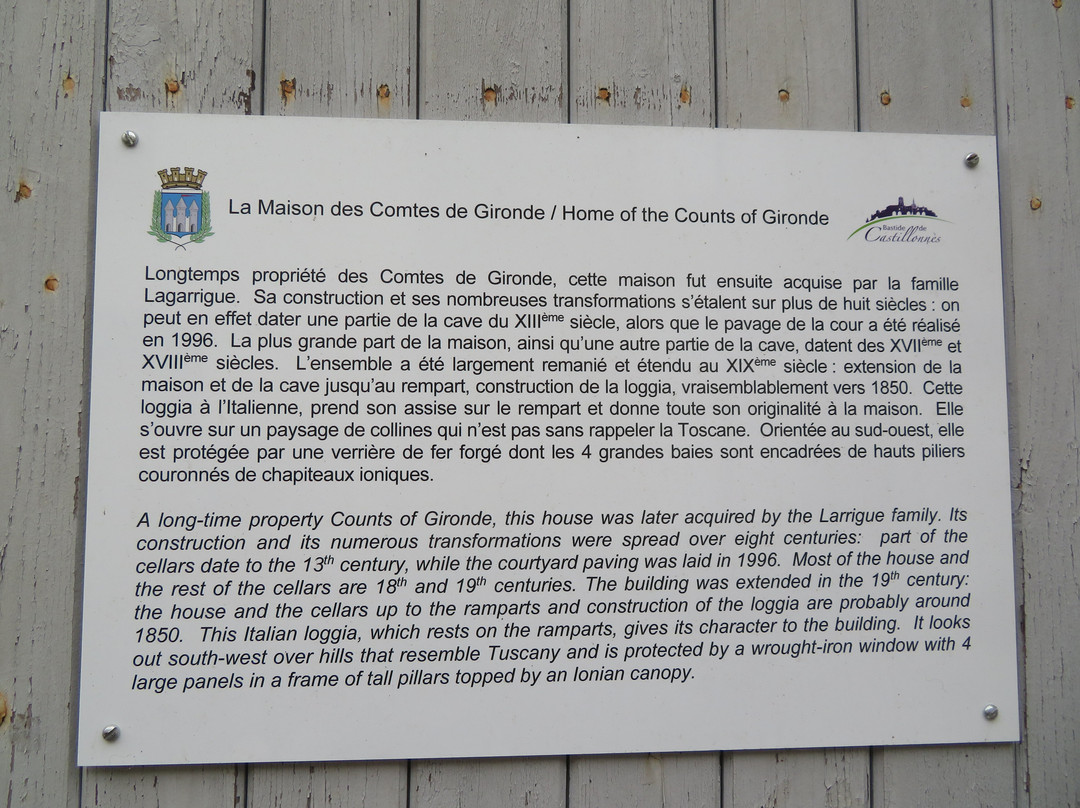 La Maison des Comtes de Gironde / Home of the Counts of Gironde
Bastide de
Castillonnès
Longtemps propriété des Comtes de Gironde, cette maison fut ensuite acquise par la famille
Lagarrigue. Sa construction et ses nombreuses transformations s'étalent sur plus de huit siècles : on
peut en effet dater une partie de la cave du XIIIème siècle, alors que le pavage de la cour a été réalisé
en 1996. La plus grande part de la maison, ainsi qu'une autre partie de la cave, datent des XVIIème et
XVIIIème siècles. L'ensemble a été largement remanié et étendu au XIXème siècle : extension de la
maison et de la cave jusqu'au rempart, construction de la loggia, vraisemblablement vers 1850. Cette
loggia à l'Italienne, prend son assise sur le rempart et donne toute son originalité à la maison. Elle
s'ouvre sur un paysage de collines qui n'est pas sans rappeler la Toscane. Orientée au sud-ouest, elle
est protégée par une verrière de fer forgé dont les 4 grandes baies sont encadrées de hauts piliers
couronnés de chapiteaux ioniques.
A long-time property Counts of Gironde, this house was later acquired by the Larrigue family. Its
construction and its numerous transformations were spread over eight centuries: part of the
cellars date to the 13th century, while the courtyard paving was laid in 1996. Most of the house and
the rest of the cellars are 18th and 19th centuries. The building was extended in the 19th century:
the house and the cellars up to the ramparts and construction of the loggia are probably around
1850. This Italian loggia, which rests on the ramparts, gives its character to the building. It looks
out south-west over hills that resemble Tuscany and is protected by a wrought-iron window with 4
large panels in a frame of tall pillars topped by an Ionian canopy.